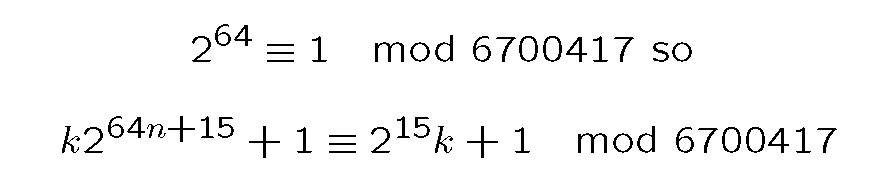 2^{64} ≡ 1 mod 6700417 so
k2^{64n+15} + 1 ≡ 2^{15}k + 1 mod 6700417